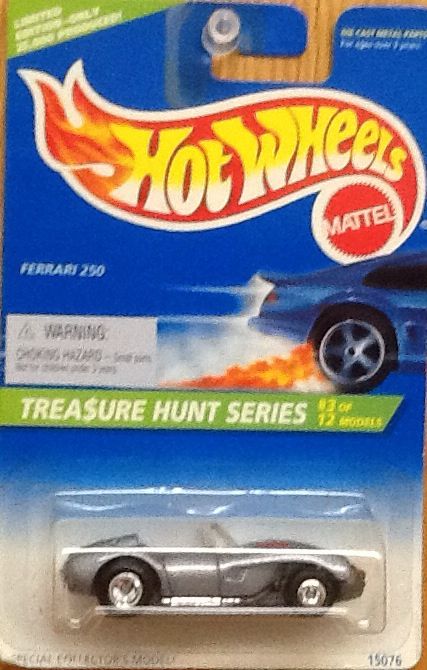 LIMITED
EDITION-ONLY
25,000 PRODUCED!
DIE CAST METAL PARTS
For ages over 3 years
HOT WHEELS
MATTEL
FERRARI 250
⚠ WARNING:
CHOKING HAZARD - Small parts
Not for children under 3 years
TREA$URE HUNT SERIES #3 OF
12 MODELS
SPECIAL COLLECTOR'S MODEL!
15076